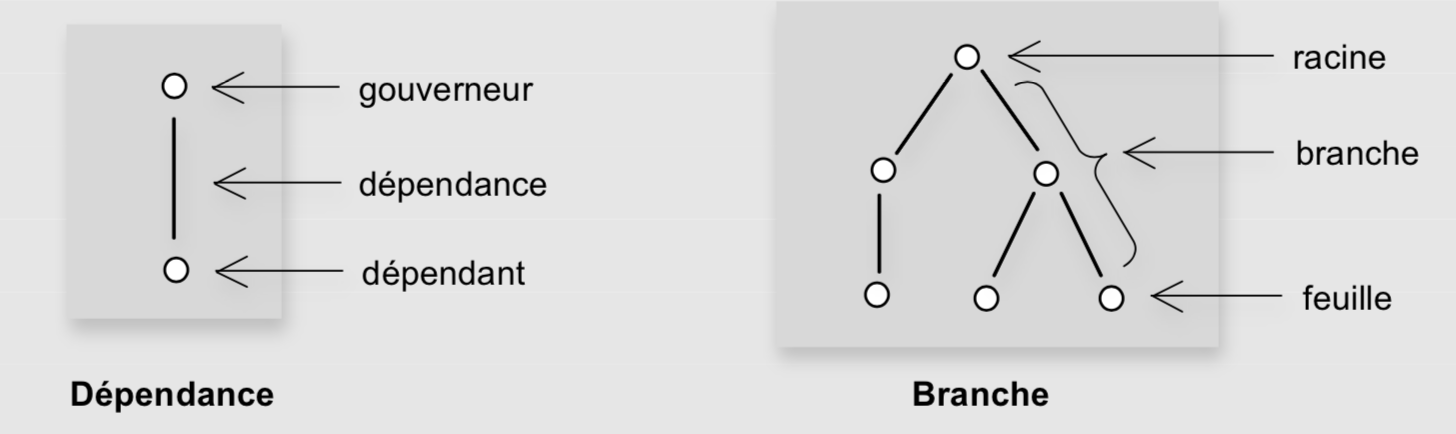 gouverneur
dépendance
dépendant
Dépendance
racine
branche
feuille
Branche